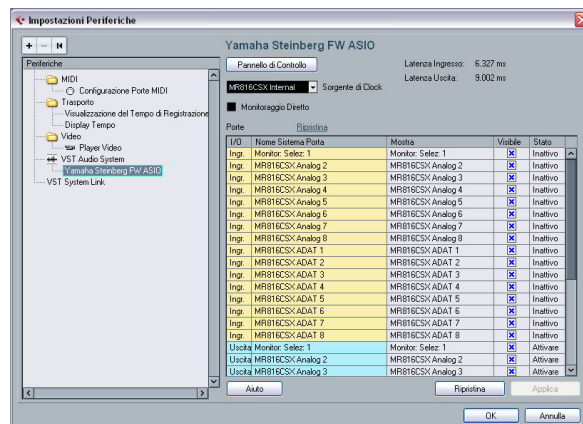 Impostazioni Periferiche
Periferiche
MIDI
Configurazione Porte MIDI
Trasporto
Visualizzazione del Tempo di Registrazione
Display Tempo
Video
Player Video
VST Audio System
Yamaha Steinberg FW ASIO
VST System Link
Yamaha Steinberg FW ASIO
Pannello di Controllo
Latenza Ingresso: 6.327 ms
Latenza Uscita: 9.002 ms
MR816CSX Internal Sorgente di Clock
Monitoraggio Diretto
Porte Ripristina
I/O Nome Sistema Porta Mostra Visibile Stato
Ingr. Monitor: Selez: 1 Monitor: Selez: 1 Inattivo
Ingr. MR816CSX Analog 2 MR816CSX Analog 2 Inattivo
Ingr. MR816CSX Analog 3 MR816CSX Analog 3 Inattivo
Ingr. MR816CSX Analog 4 MR816CSX Analog 4 Inattivo
Ingr. MR816CSX Analog 5 MR816CSX Analog 5 Inattivo
Ingr. MR816CSX Analog 6 MR816CSX Analog 6 Inattivo
Ingr. MR816CSX Analog 7 MR816CSX Analog 7 Inattivo
Ingr. MR816CSX Analog 8 MR816CSX Analog 8 Inattivo
Ingr. MR816CSX ADAT 1 MR816CSX ADAT 1 Inattivo
Ingr. MR816CSX ADAT 2 MR816CSX ADAT 2 Inattivo
Ingr. MR816CSX ADAT 3 MR816CSX ADAT 3 Inattivo
Ingr. MR816CSX ADAT 4 MR816CSX ADAT 4 Inattivo
Ingr. MR816CSX ADAT 5 MR816CSX ADAT 5 Inattivo
Ingr. MR816CSX ADAT 6 MR816CSX ADAT 6 Inattivo
Ingr. MR816CSX ADAT 7 MR816CSX ADAT 7 Inattivo
Ingr. MR816CSX ADAT 8 MR816CSX ADAT 8 Inattivo
Uscita Monitor: Selez: 1 Monitor: Selez: 1 Attivare
Uscita MR816CSX Analog 2 MR816CSX Analog 2 Attivare
Uscita MR816CSX Analog 3 MR816CSX Analog 3 Attivare
Aiuto Ripristina Applica
OK Annulla